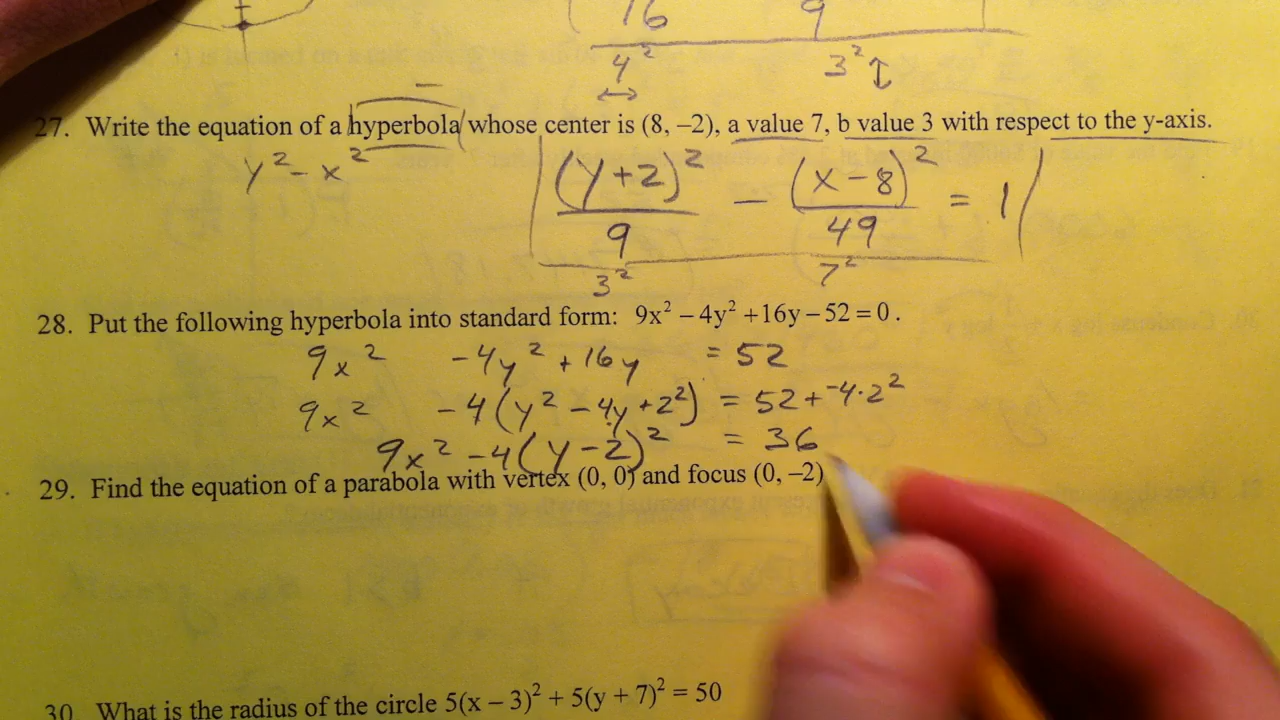 16 9
4² 3² ↕
↔
27. Write the equation of a hyperbola whose center is (8, –2), a value 7, b value 3 with respect to the y-axis.
y² - x² (y+2)²/9 - (x-8)²/49 = 1
3² 7²
28. Put the following hyperbola into standard form: 9x² – 4y² +16y – 52 = 0.
9x² -4y² + 16y = 52
9x² -4(y² - 4y + 2²) = 52 + -4·2²
9x² - 4(y-2)² = 36
29. Find the equation of a parabola with vertex (0, 0) and focus (0, –2)
30. What is the radius of the circle 5(x – 3)² + 5(y + 7)² = 50